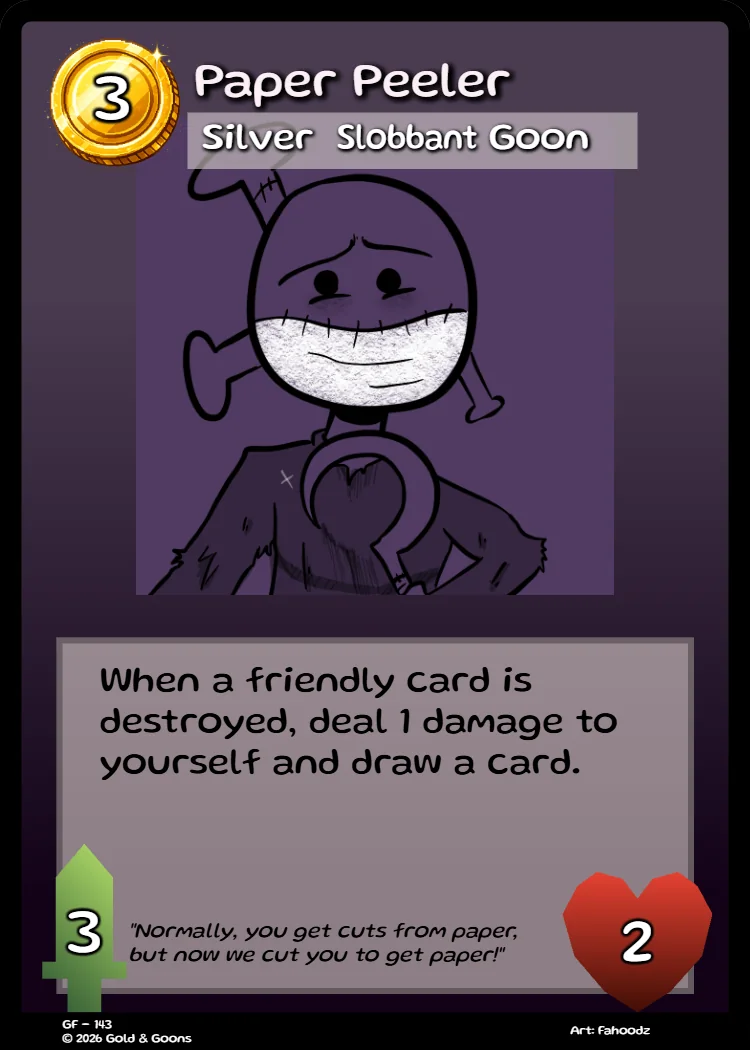 3
Paper Peeler
Silver Slobbant Goon
When a friendly card is
destroyed, deal 1 damage to
yourself and draw a card.
3
"Normally, you get cuts from paper,
but now we cut you to get paper!"
2
GF - 143
© 2026 Gold & Goons
Art: Fahoodz